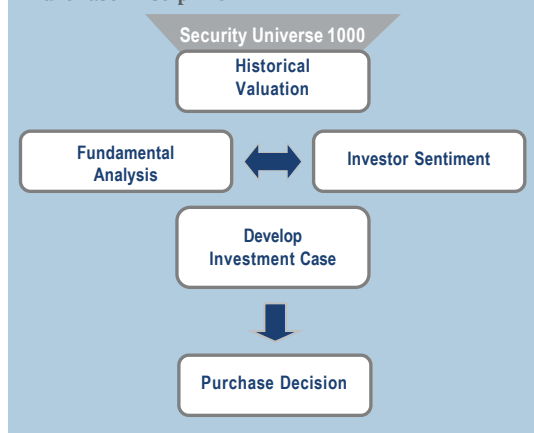 Security Universe 1000
Historical
Valuation
Fundamental
Analysis
Investor Sentiment
Develop
Investment Case
Purchase Decision